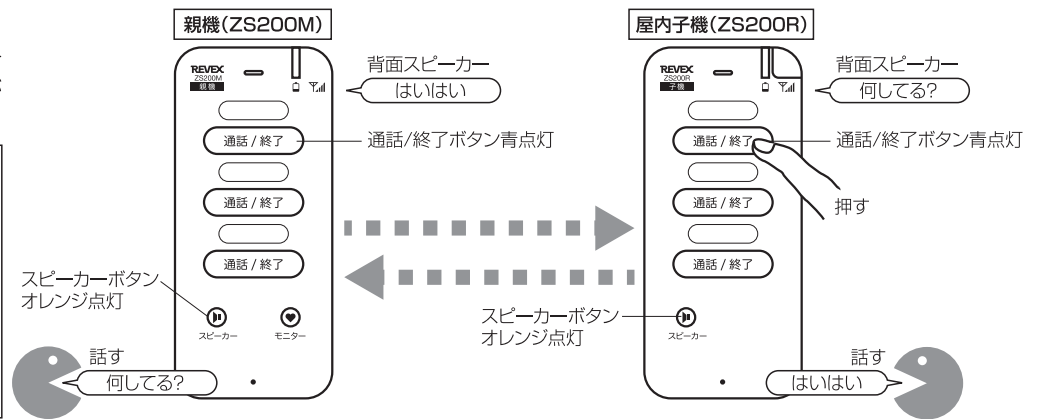 親機(ZS200M)
REVEX
ZS200M
親機
背面スピーカー
はいはい
通話 / 終了
通話/終了ボタン青点灯
通話 / 終了
通話 / 終了
スピーカーボタン
オレンジ点灯
スピーカー
モニター
話す
何してる?
屋内子機(ZS200R)
REVEX
ZS200R
子機
背面スピーカー
何してる?
通話 / 終了
通話/終了ボタン青点灯
押す
通話 / 終了
通話 / 終了
スピーカーボタン
オレンジ点灯
スピーカー
話す
はいはい